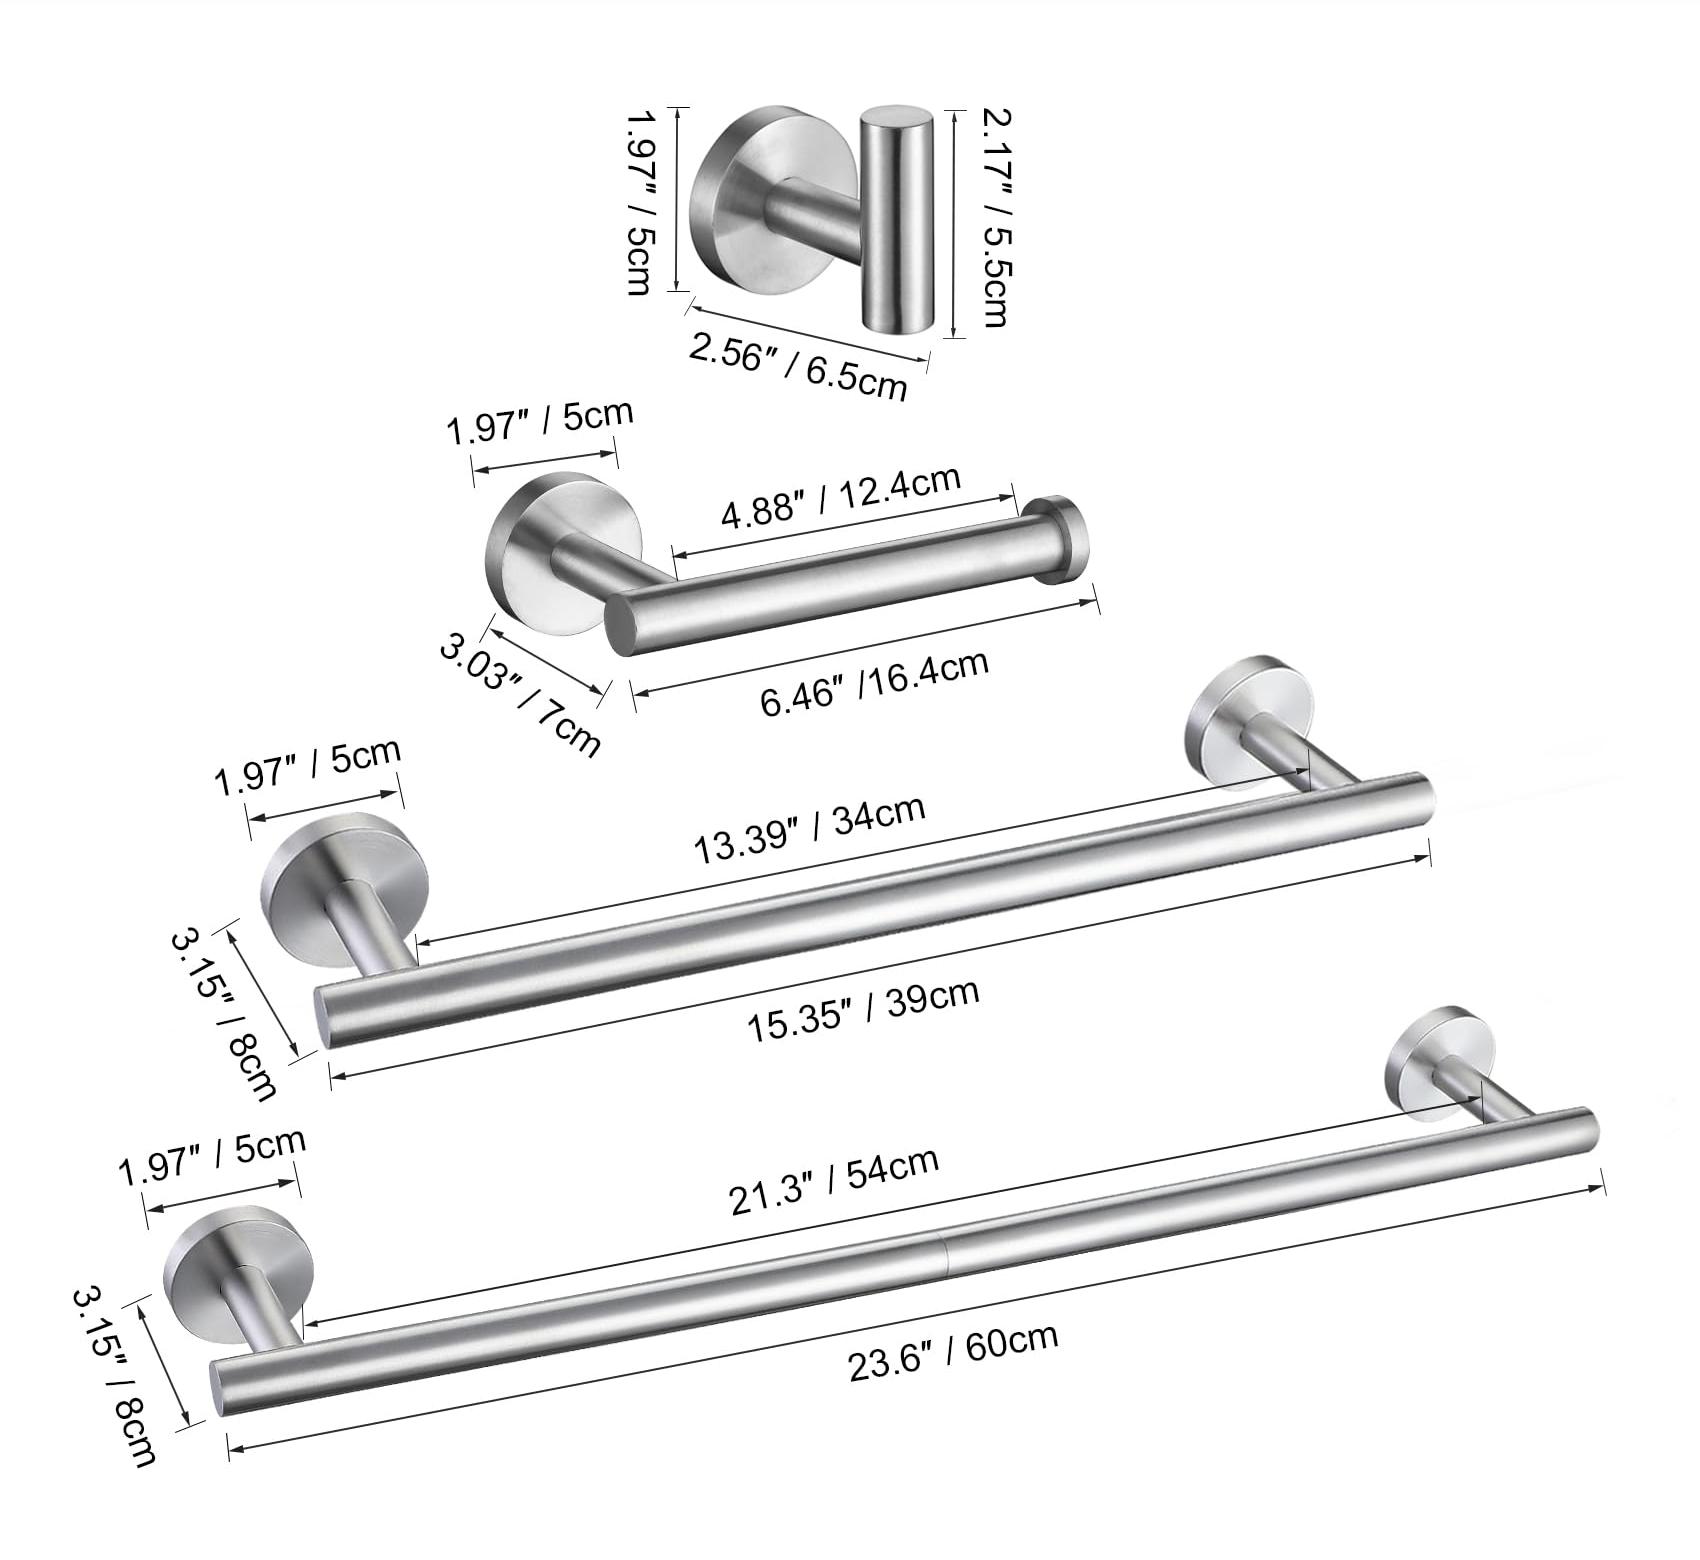 1.97" / 5cm
2.17" / 5.5cm
2.56" / 6.5cm
1.97" / 5cm
4.88" / 12.4cm
3.03" / 7cm
6.46" /16.4cm
1.97" / 5cm
13.39" / 34cm
3.15" / 8cm
15.35" / 39cm
1.97" / 5cm
21.3" / 54cm
3.15" / 8cm
23.6" / 60cm